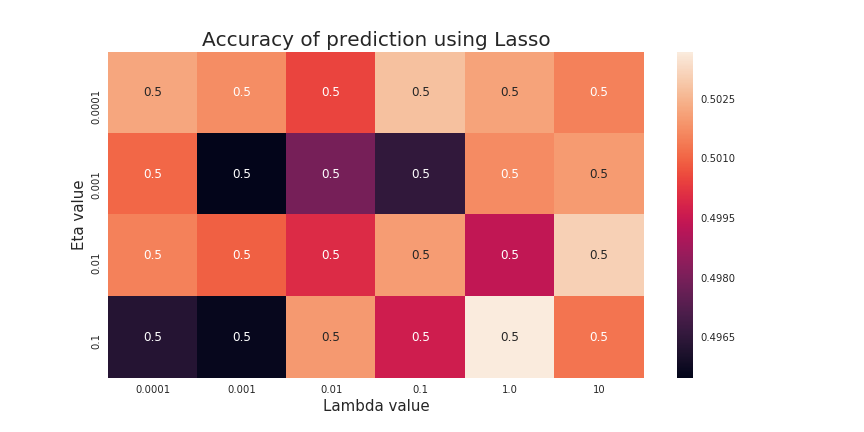 Accuracy of prediction using Lasso
Eta value
0.0001
0.5 0.5 0.5 0.5 0.5 0.5
0.001
0.5 0.5 0.5 0.5 0.5 0.5
0.01
0.5 0.5 0.5 0.5 0.5 0.5
0.1
0.5 0.5 0.5 0.5 0.5 0.5
0.0001 0.001 0.01 0.1 1.0 10
Lambda value
0.5025
0.5010
0.4995
0.4980
0.4965